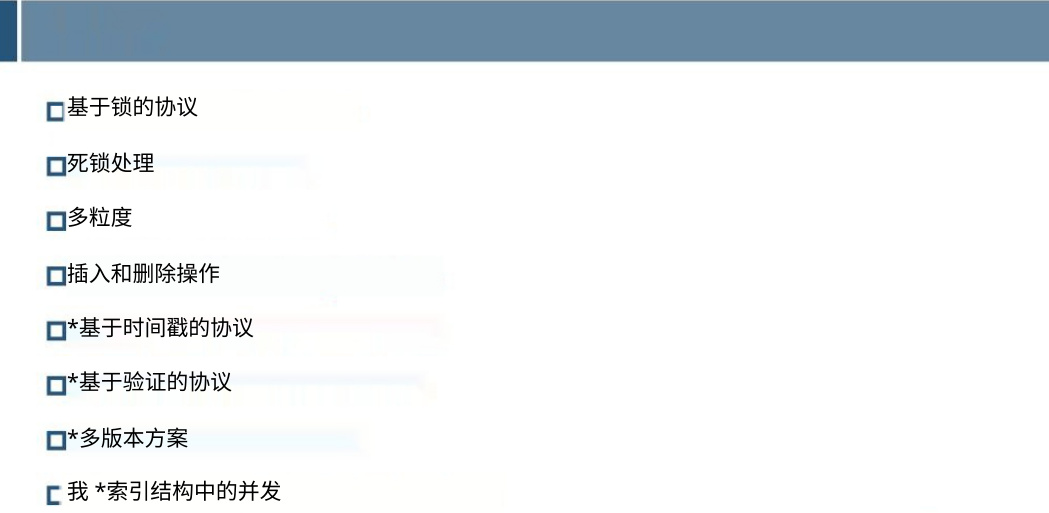 基于锁的协议
死锁处理
多粒度
插入和删除操作
*基于时间戳的协议
*基于验证的协议
*多版本方案
我 *索引结构中的并发